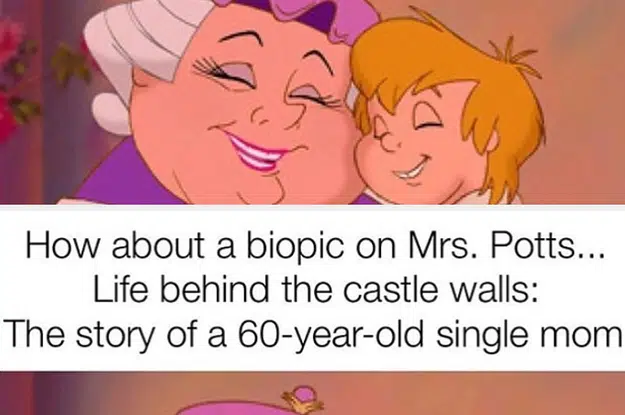 How about a biopic on Mrs. Potts...
Life behind the castle walls:
The story of a 60-year-old single mom